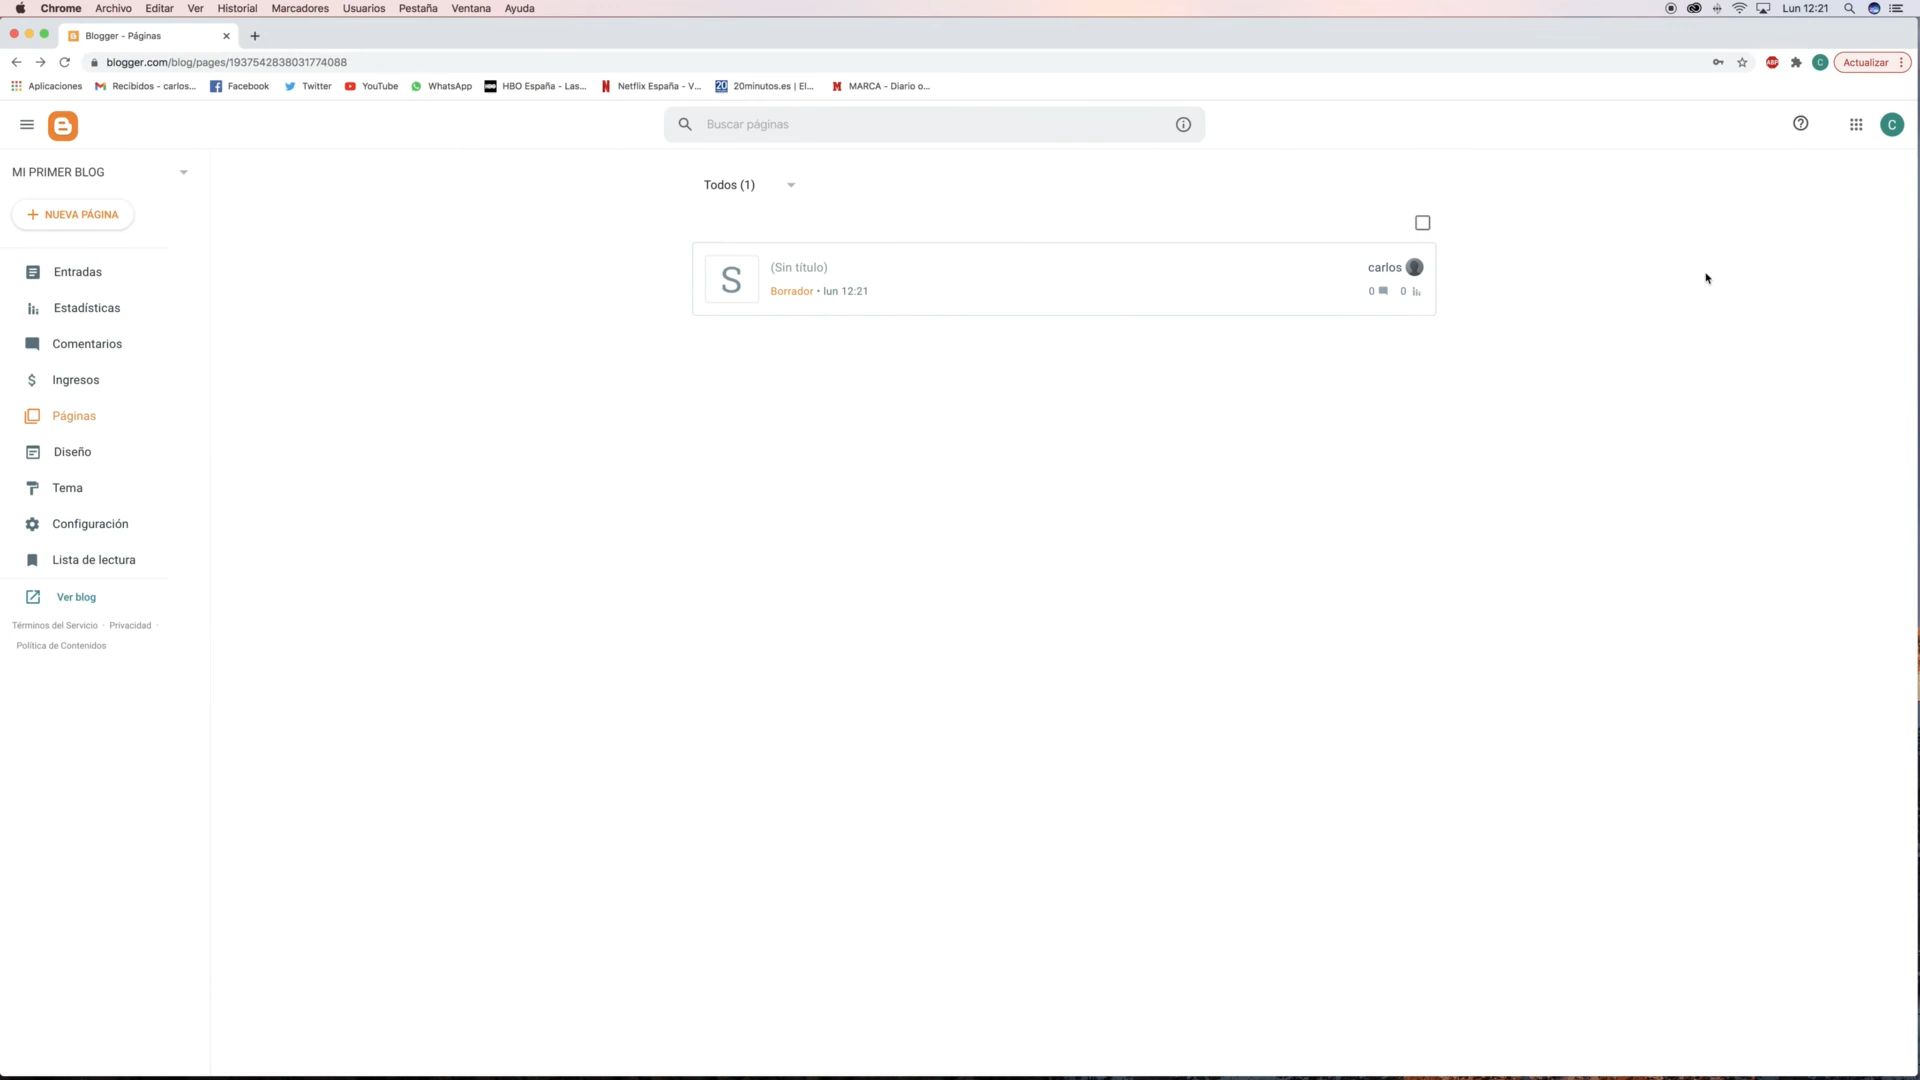 Chrome Archivo Editar Ver Historial Marcadores Usuarios Pestaña Ventana Ayuda Lun 12:21
Blogger - Páginas
blogger.com/blog/pages/1937542838031774088 ABP C Actualizar
Aplicaciones Recibidos - carlos... Facebook Twitter YouTube WhatsApp HBO HBO España - Las... Netflix España - V... 20 20minutos.es | El... M MARCA - Diario o...
Buscar páginas C
MI PRIMER BLOG
Todos (1)
NUEVA PÁGINA
S
(Sin título) carlos
Borrador • lun 12:21 0 0
Entradas
Estadísticas
Comentarios
Ingresos
Páginas
Diseño
Tema
Configuración
Lista de lectura
Ver blog
Términos del Servicio · Privacidad ·
Política de Contenidos